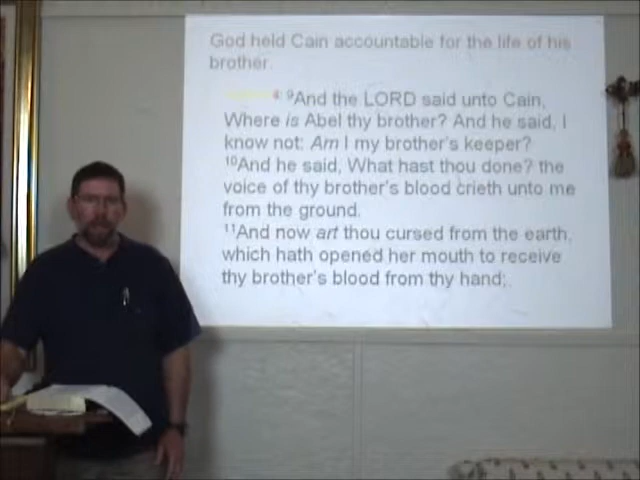 God held Cain accountable for the life of his
brother.
4: 9And the LORD said unto Cain,
Where is Abel thy brother? And he said, I
know not: Am I my brother's keeper?
10And he said, What hast thou done? the
voice of thy brother's blood crieth unto me
from the ground.
11And now art thou cursed from the earth,
which hath opened her mouth to receive
thy brother's blood from thy hand;